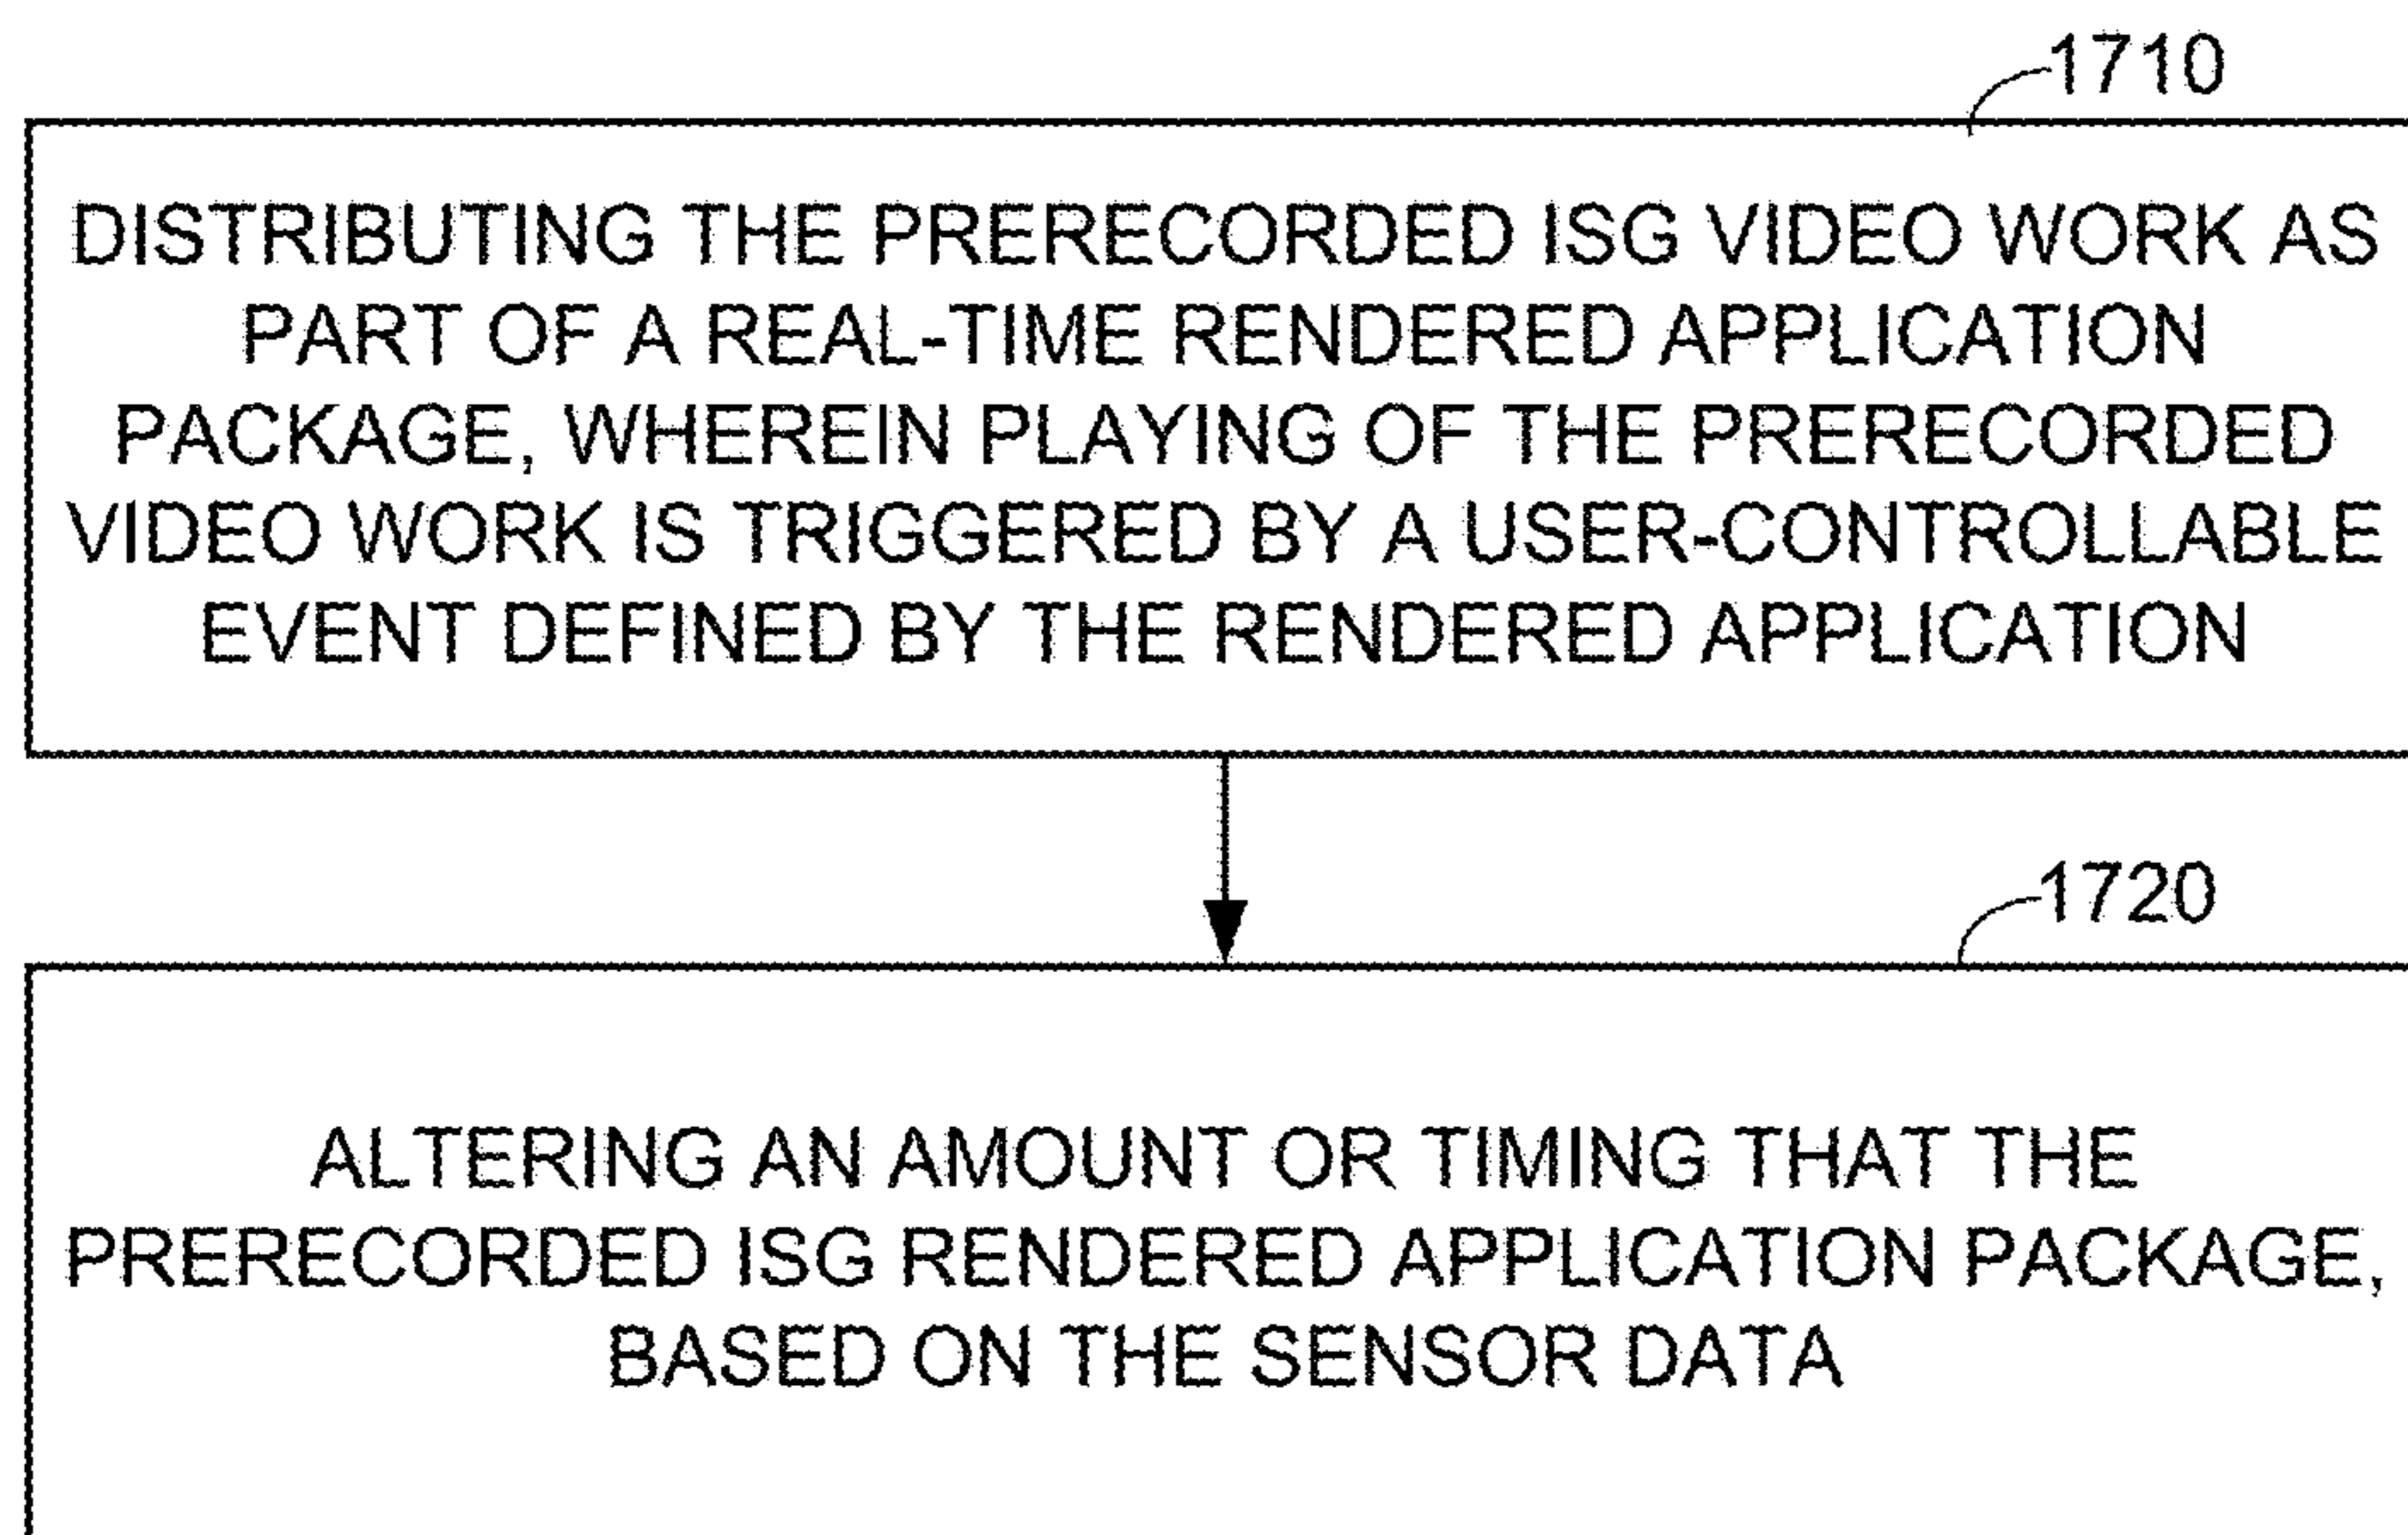 1710
DISTRIBUTING THE PRERECORDED ISG VIDEO WORK AS
PART OF A REAL-TIME RENDERED APPLICATION
PACKAGE, WHEREIN PLAYING OF THE PRERECORDED
VIDEO WORK IS TRIGGERED BY A USER-CONTROLLABLE
EVENT DEFINED BY THE RENDERED APPLICATION
1720
ALTERING AN AMOUNT OR TIMING THAT THE
PRERECORDED ISG RENDERED APPLICATION PACKAGE,
BASED ON THE SENSOR DATA